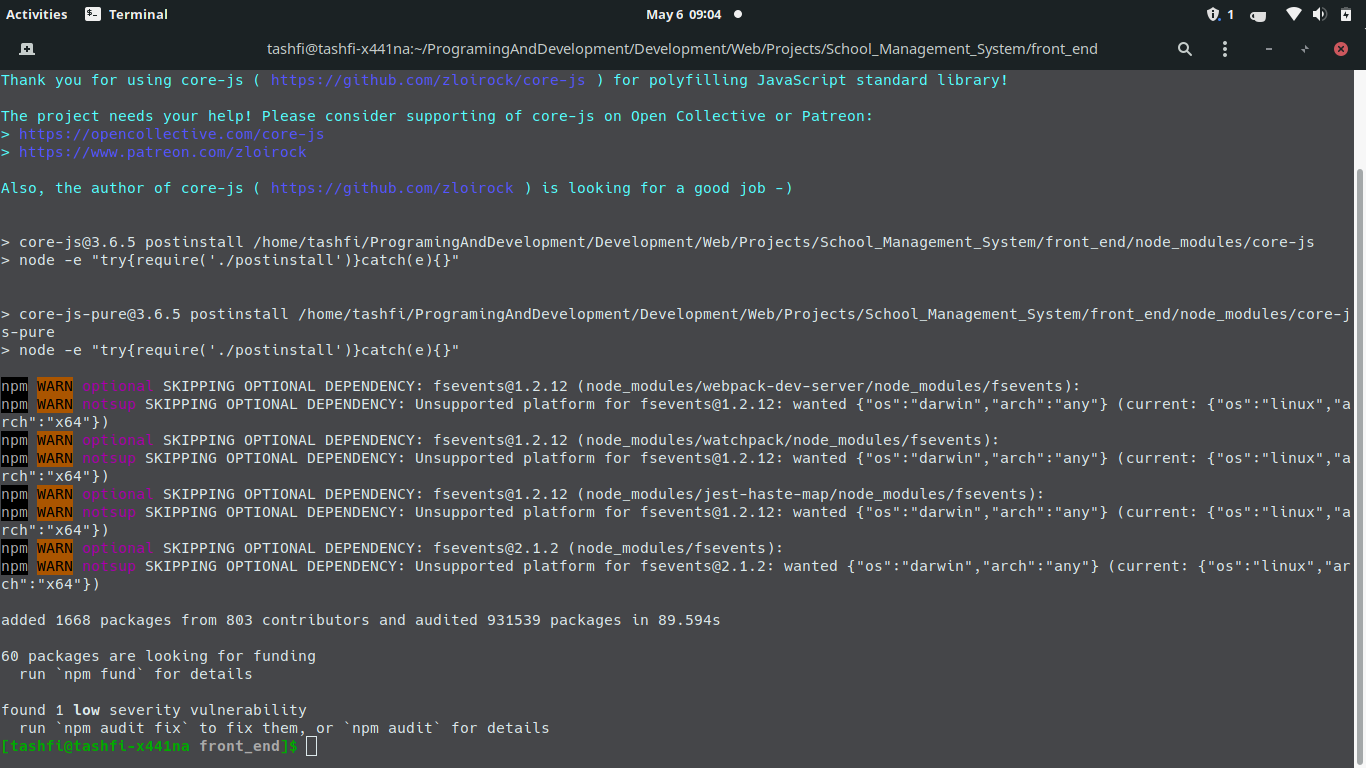 Activities Terminal May 6 09:04 1
tashfi@tashfi-x441na:~/ProgramingAndDevelopment/Development/Web/Projects/School_Management_System/front_end
Thank you for using core-js ( https://github.com/zloirock/core-js ) for polyfilling JavaScript standard library!
The project needs your help! Please consider supporting of core-js on Open Collective or Patreon:
> https://opencollective.com/core-js
> https://www.patreon.com/zloirock
Also, the author of core-js ( https://github.com/zloirock ) is looking for a good job -)
> core-js@3.6.5 postinstall /home/tashfi/ProgramingAndDevelopment/Development/Web/Projects/School_Management_System/front_end/node_modules/core-js
> node -e "try{require('./postinstall')}catch(e){}"
> core-js-pure@3.6.5 postinstall /home/tashfi/ProgramingAndDevelopment/Development/Web/Projects/School_Management_System/front_end/node_modules/core-j
s-pure
> node -e "try{require('./postinstall')}catch(e){}"
npm WARN optional SKIPPING OPTIONAL DEPENDENCY: fsevents@1.2.12 (node_modules/webpack-dev-server/node_modules/fsevents):
npm WARN notsup SKIPPING OPTIONAL DEPENDENCY: Unsupported platform for fsevents@1.2.12: wanted {"os":"darwin","arch":"any"} (current: {"os":"linux","a
rch":"x64"})
npm WARN optional SKIPPING OPTIONAL DEPENDENCY: fsevents@1.2.12 (node_modules/watchpack/node_modules/fsevents):
npm WARN notsup SKIPPING OPTIONAL DEPENDENCY: Unsupported platform for fsevents@1.2.12: wanted {"os":"darwin","arch":"any"} (current: {"os":"linux","a
rch":"x64"})
npm WARN optional SKIPPING OPTIONAL DEPENDENCY: fsevents@1.2.12 (node_modules/jest-haste-map/node_modules/fsevents):
npm WARN notsup SKIPPING OPTIONAL DEPENDENCY: Unsupported platform for fsevents@1.2.12: wanted {"os":"darwin","arch":"any"} (current: {"os":"linux","a
rch":"x64"})
npm WARN optional SKIPPING OPTIONAL DEPENDENCY: fsevents@2.1.2 (node_modules/fsevents):
npm WARN notsup SKIPPING OPTIONAL DEPENDENCY: Unsupported platform for fsevents@2.1.2: wanted {"os":"darwin","arch":"any"} (current: {"os":"linux","ar
ch":"x64"})
added 1668 packages from 803 contributors and audited 931539 packages in 89.594s
60 packages are looking for funding
run `npm fund` for details
found 1 low severity vulnerability
run `npm audit fix` to fix them, or `npm audit` for details
[tashfi@tashfi-x441na front_end]$